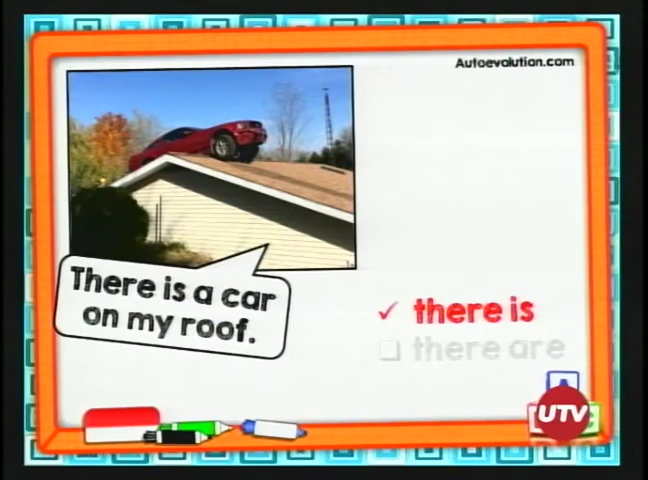 Autoevolution.com
There is a car
on my roof.
✓ there is
there are
A
UTV